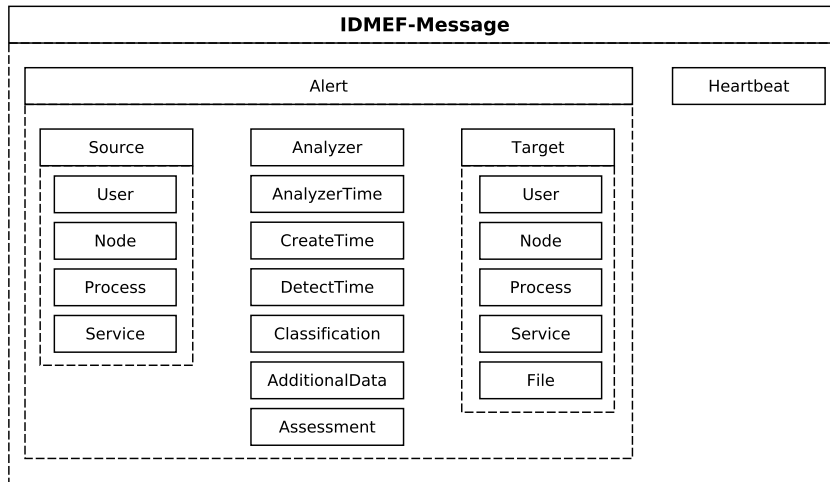 IDMEF-Message
Alert
Heartbeat
Source
User
Node
Process
Service
Analyzer
AnalyzerTime
CreateTime
DetectTime
Classification
AdditionalData
Assessment
Target
User
Node
Process
Service
File